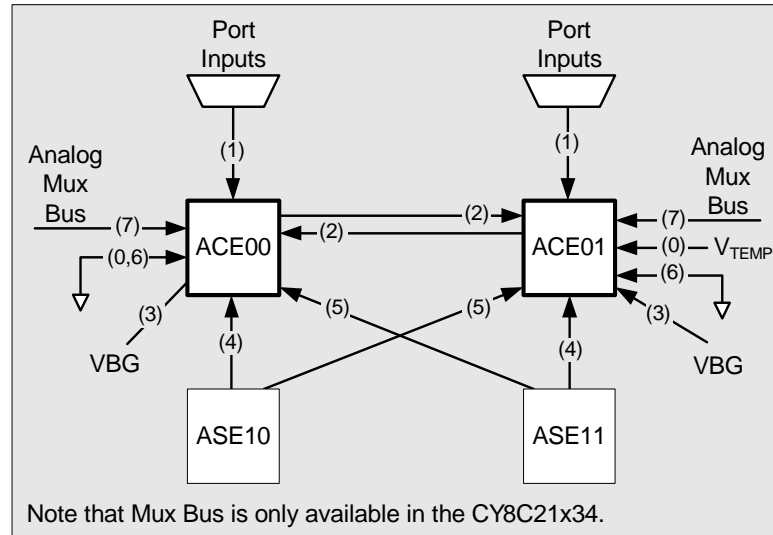 Port
Inputs
Port
Inputs
(1)
(1)
Analog
Mux
Bus
Analog
Mux
Bus
(7)
(2)
(7)
ACE00
(2)
ACE01
(0)
VTEMP
(0,6)
(6)
(3)
(5)
(5)
(3)
VBG
(4)
(4)
VBG
ASE10
ASE11
Note that Mux Bus is only available in the CY8C21x34.